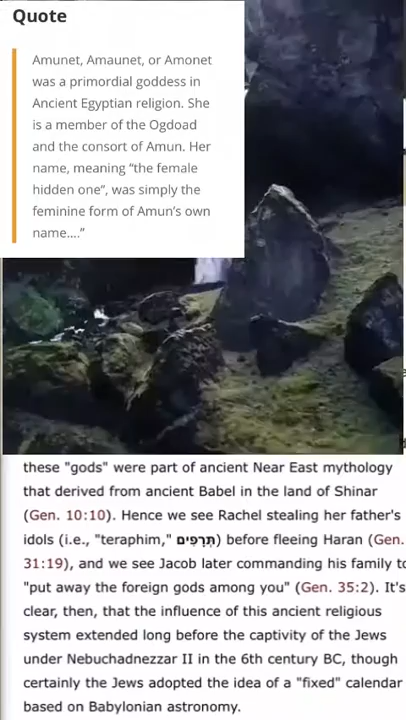 Quote
Amunet, Amaunet, or Amonet
was a primordial goddess in
Ancient Egyptian religion. She
is a member of the Ogdoad
and the consort of Amun. Her
name, meaning “the female
hidden one”, was simply the
feminine form of Amun’s own
name....”
these "gods" were part of ancient Near East mythology
that derived from ancient Babel in the land of Shinar
(Gen. 10:10). Hence we see Rachel stealing her father's
idols (i.e., "teraphim," תְּרָפִים) before fleeing Haran (Gen.
31:19), and we see Jacob later commanding his family to
"put away the foreign gods among you" (Gen. 35:2). It's
clear, then, that the influence of this ancient religious
system extended long before the captivity of the Jews
under Nebuchadnezzar II in the 6th century BC, though
certainly the Jews adopted the idea of a "fixed" calendar
based on Babylonian astronomy.